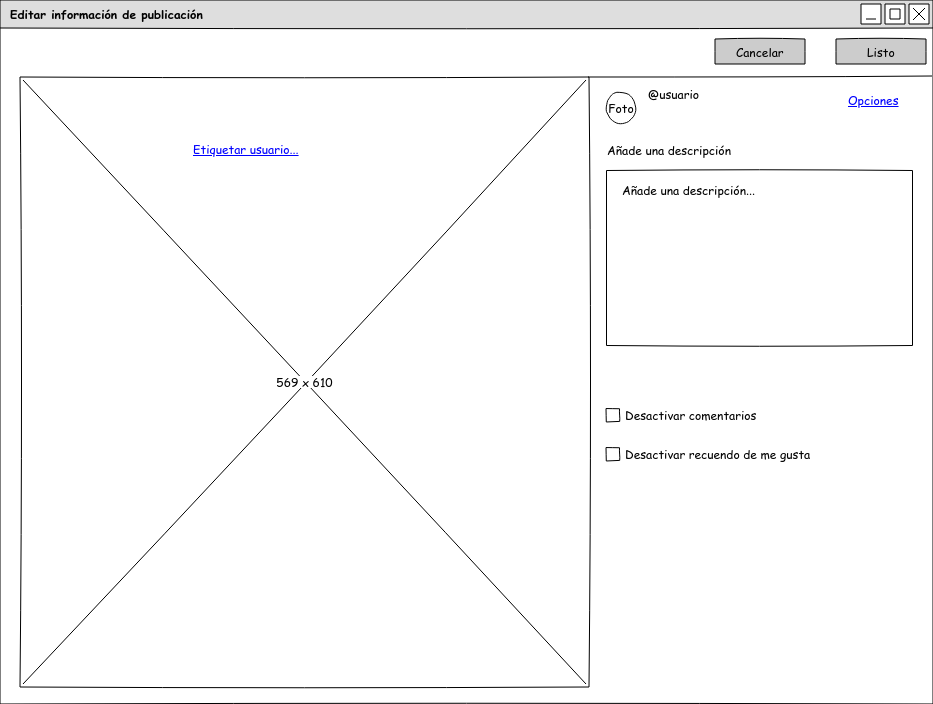 Editar información de publicación
Cancelar
Listo
Etiquetar usuario...
569 x 610
Foto
@usuario
Opciones
Añade una descripción
Añade una descripción...
Desactivar comentarios
Desactivar recuendo de me gusta